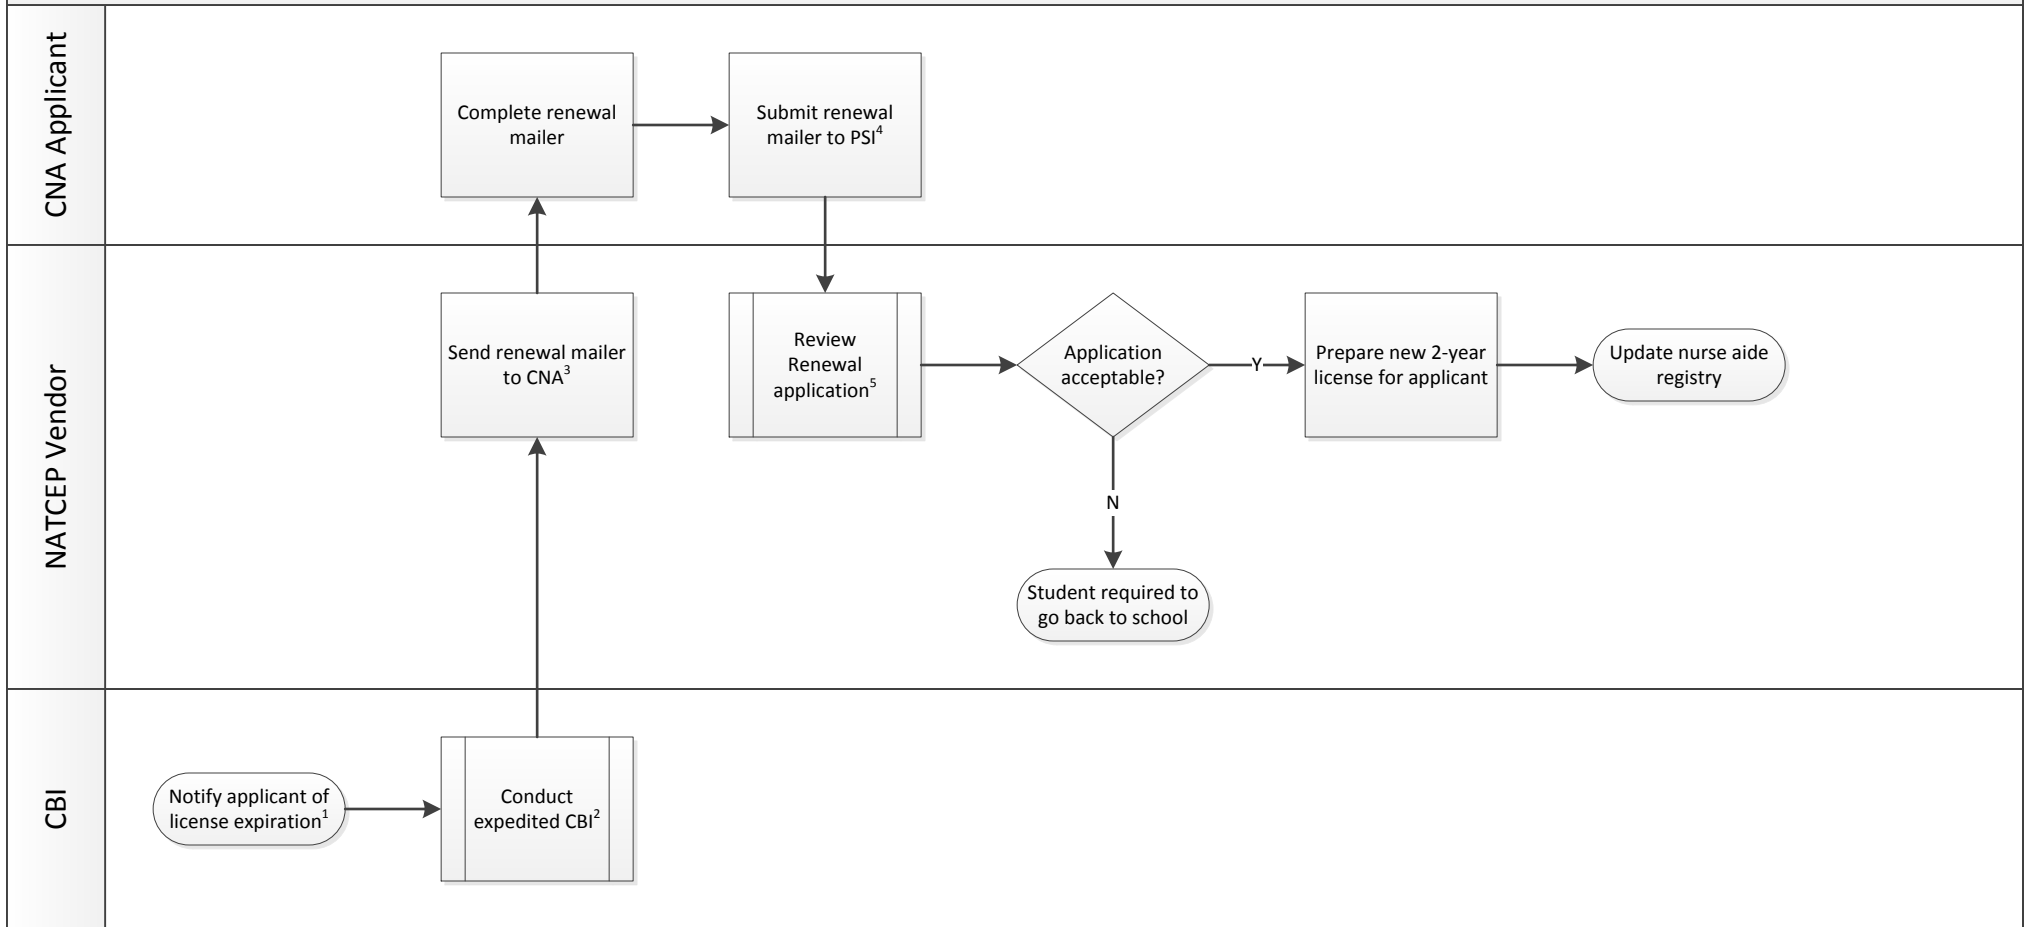 CNA Applicant
Complete renewal
mailer
Submit renewal
mailer to PSI⁴
NATCEP Vendor
Send renewal mailer
to CNA³
Review
Renewal
application⁵
Application
acceptable?
Y
Prepare new 2-year
license for applicant
Update nurse aide
registry
N
Student required to
go back to school
CBI
Notify applicant of
license expiration¹
Conduct
expedited CBI²